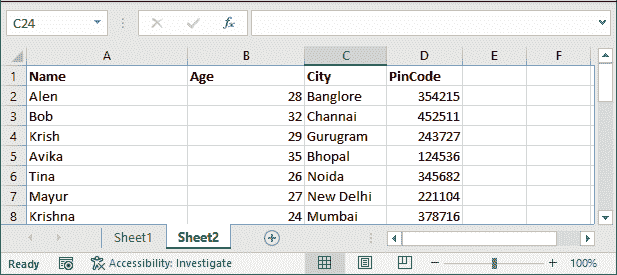 C24 fx
A B C D E F
1 Name Age City PinCode
2 Alen 28 Banglore 354215
3 Bob 32 Channai 452511
4 Krish 29 Gurugram 243727
5 Avika 35 Bhopal 124536
6 Tina 26 Noida 345682
7 Mayur 27 New Delhi 221104
8 Krishna 24 Mumbai 378716
Sheet1 Sheet2
Ready Accessibility: Investigate 100%